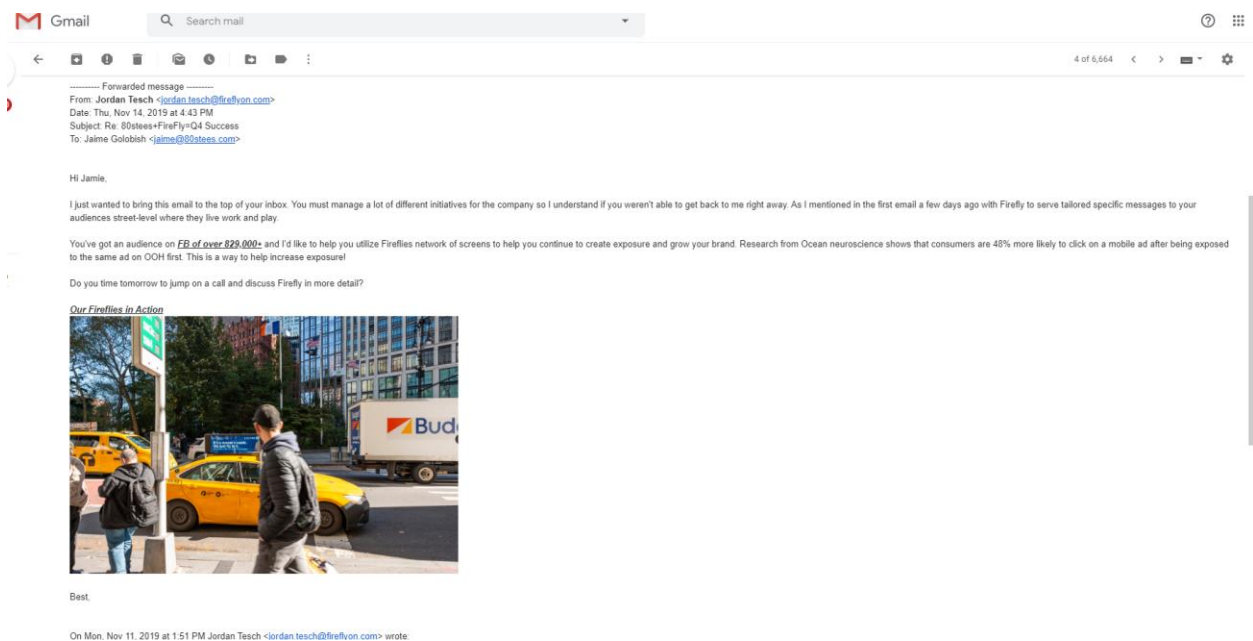 Gmail
Search mail
4 of 6,664
---------- Forwarded message ---------
From: Jordan Tesch <jordan.tesch@fireflyon.com>
Date: Thu, Nov 14, 2019 at 4:43 PM
Subject: Re: 80stees+FireFly=Q4 Success
To: Jaime Golobish <jaime@80stees.com>
Hi Jamie,
I just wanted to bring this email to the top of your inbox. You must manage a lot of different initiatives for the company so I understand if you weren't able to get back to me right away. As I mentioned in the first email a few days ago with Firefly to serve tailored specific messages to your
audiences street-level where they live work and play.
You've got an audience on FB of over 829,000+ and I'd like to help you utilize Fireflies network of screens to help you continue to create exposure and grow your brand. Research from Ocean neuroscience shows that consumers are 48% more likely to click on a mobile ad after being exposed
to the same ad on OOH first. This is a way to help increase exposure!
Do you time tomorrow to jump on a call and discuss Firefly in more detail?
Our Fireflies in Action
Bud
Best,
On Mon, Nov 11, 2019 at 1:51 PM Jordan Tesch <jordan.tesch@fireflyon.com> wrote: